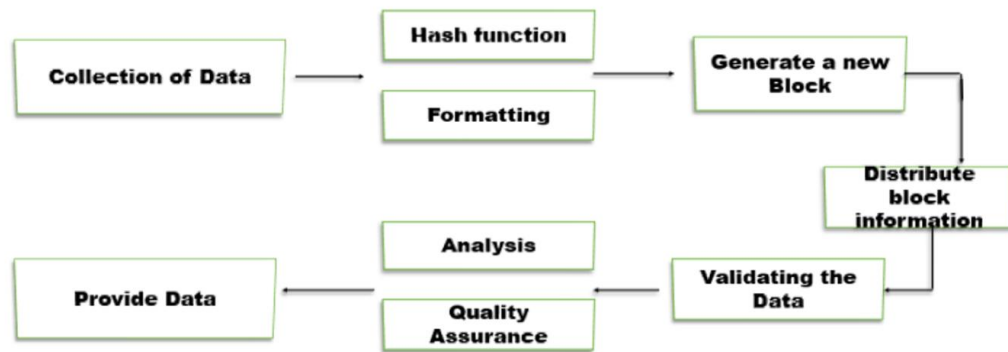 Hash function
Collection of Data
Formatting
Generate a new
Block
Distribute
block
information
Validating the
Data
Analysis
Quality
Assurance
Provide Data